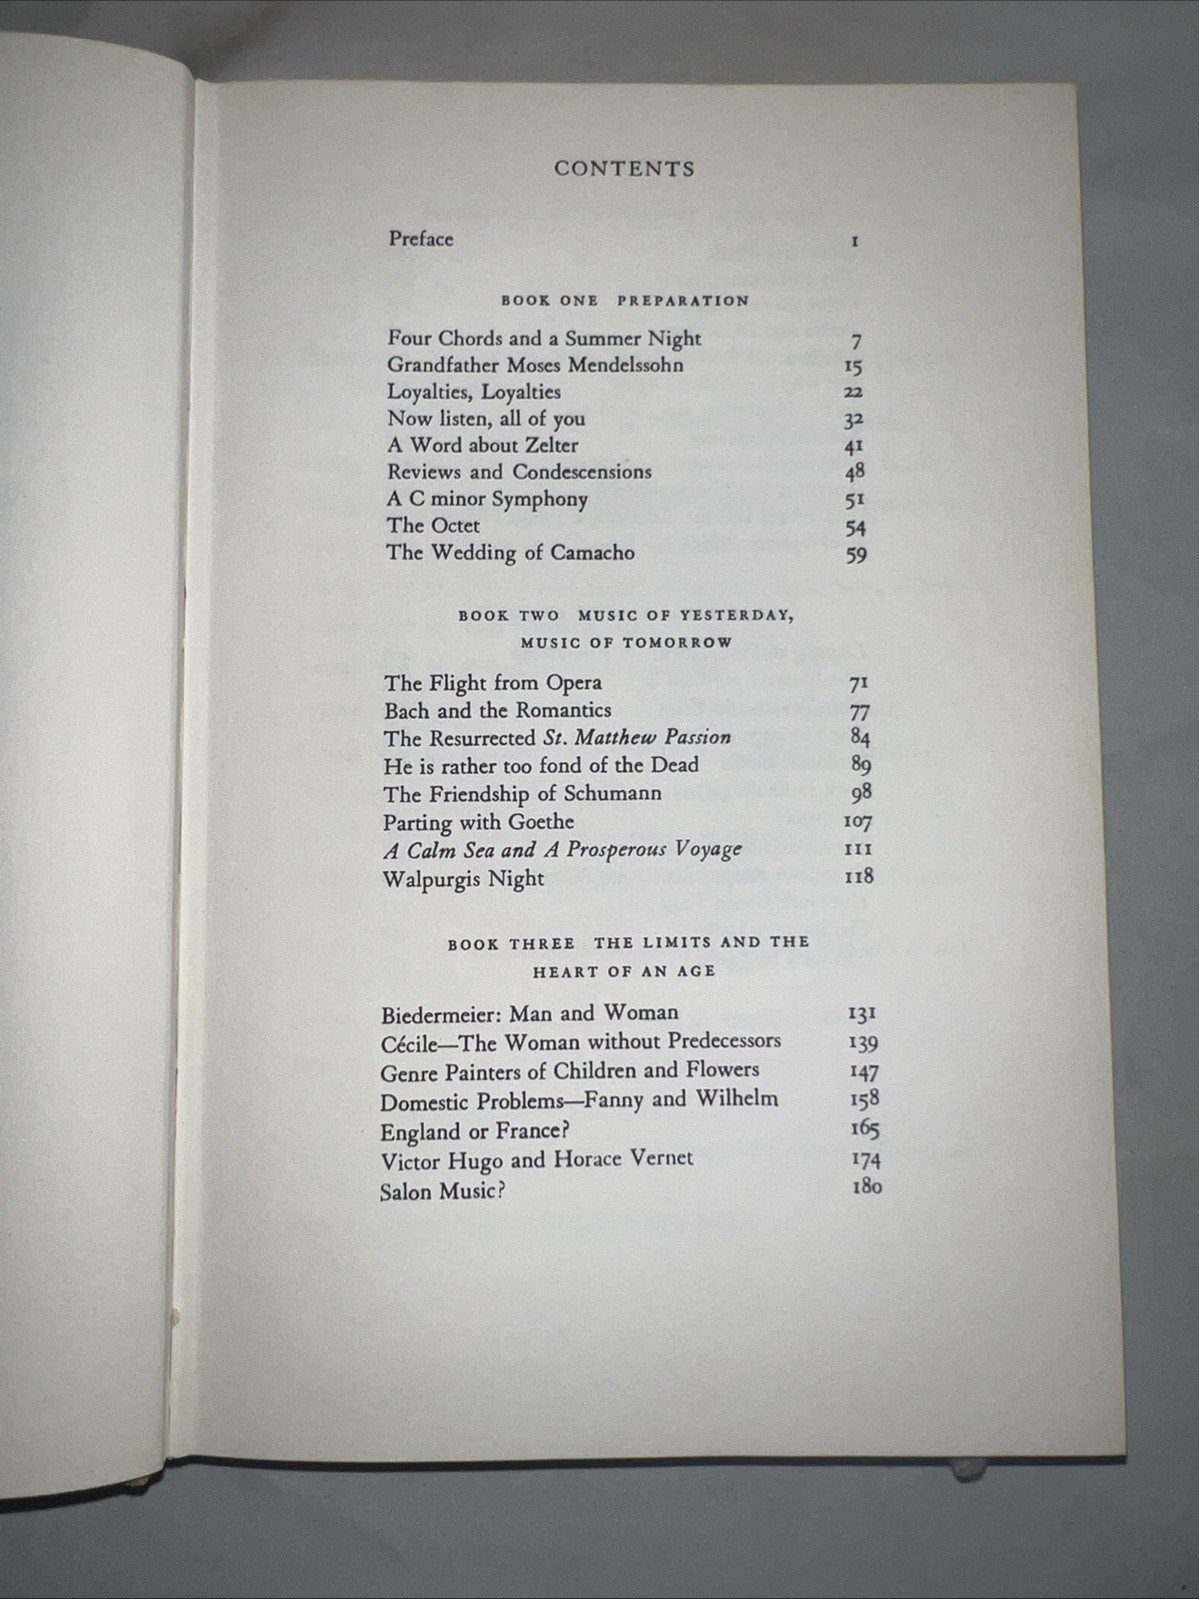 CONTENTS
Preface 1
BOOK ONE PREPARATION
Four Chords and a Summer Night 7
Grandfather Moses Mendelssohn 15
Loyalties, Loyalties 22
Now listen, all of you 32
A Word about Zelter 41
Reviews and Condescensions 48
A C minor Symphony 51
The Octet 54
The Wedding of Camacho 59
BOOK TWO MUSIC OF YESTERDAY,
MUSIC OF TOMORROW
The Flight from Opera 71
Bach and the Romantics 77
The Resurrected St. Matthew Passion 84
He is rather too fond of the Dead 89
The Friendship of Schumann 98
Parting with Goethe 107
A Calm Sea and A Prosperous Voyage 111
Walpurgis Night 118
BOOK THREE THE LIMITS AND THE
HEART OF AN AGE
Biedermeier: Man and Woman 131
Cécile—The Woman without Predecessors 139
Genre Painters of Children and Flowers 147
Domestic Problems—Fanny and Wilhelm 158
England or France? 165
Victor Hugo and Horace Vernet 174
Salon Music? 180